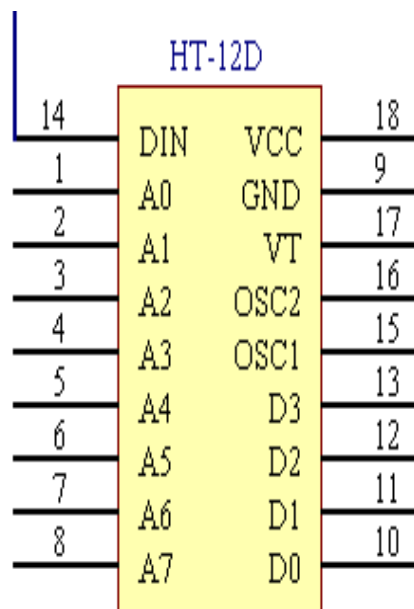 HT-12D
14 DIN VCC 18
1 A0 GND 9
2 A1 VT 17
3 A2 OSC2 16
4 A3 OSC1 15
5 A4 D3 13
6 A5 D2 12
7 A6 D1 11
8 A7 D0 10